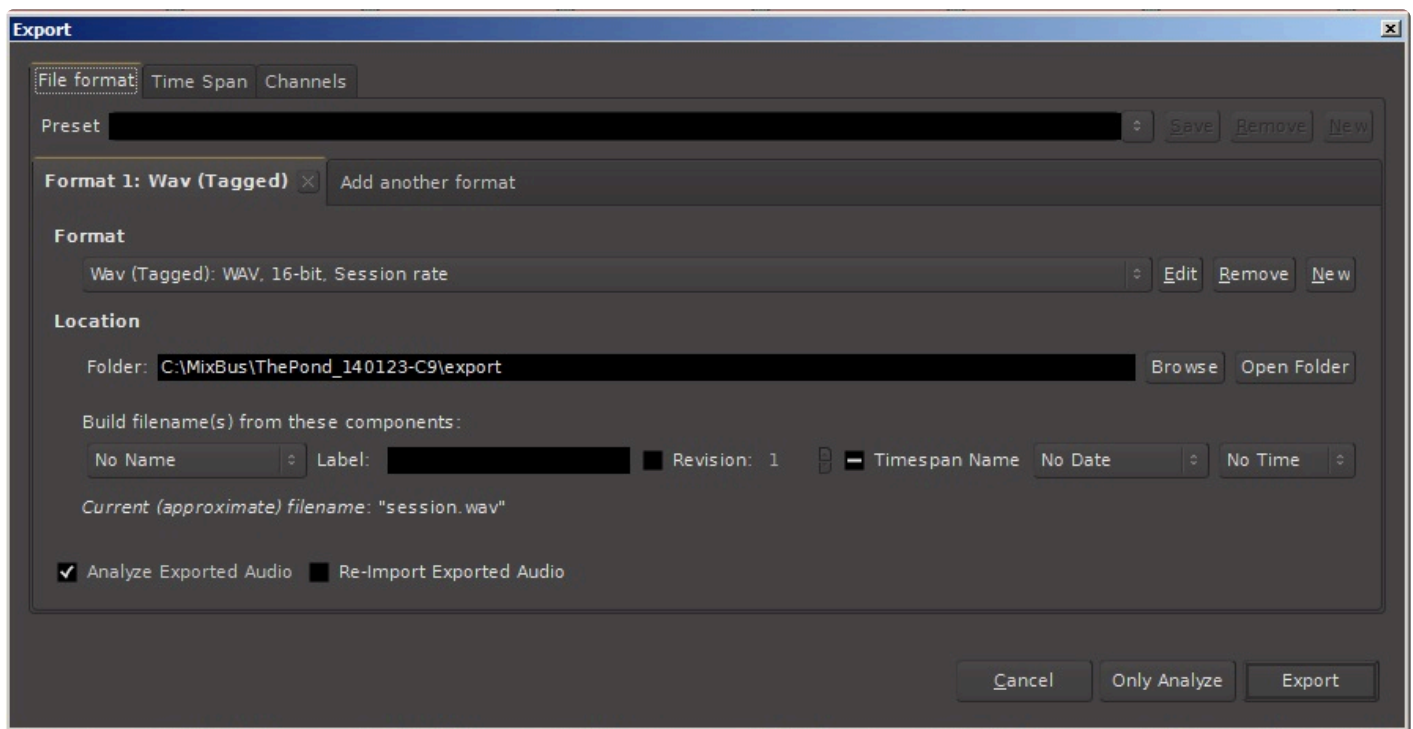 Export
File format Time Span Channels
Preset Save Remove New
Format 1: Wav (Tagged) Add another format
Format
Wav (Tagged): WAV, 16-bit, Session rate Edit Remove New
Location
Folder: C:\MixBus\ThePond_140123-C9\export Browse Open Folder
Build filename(s) from these components:
No Name Label: Revision: 1 Timespan Name No Date No Time
Current (approximate) filename: "session.wav"
Analyze Exported Audio Re-Import Exported Audio
Cancel Only Analyze Export